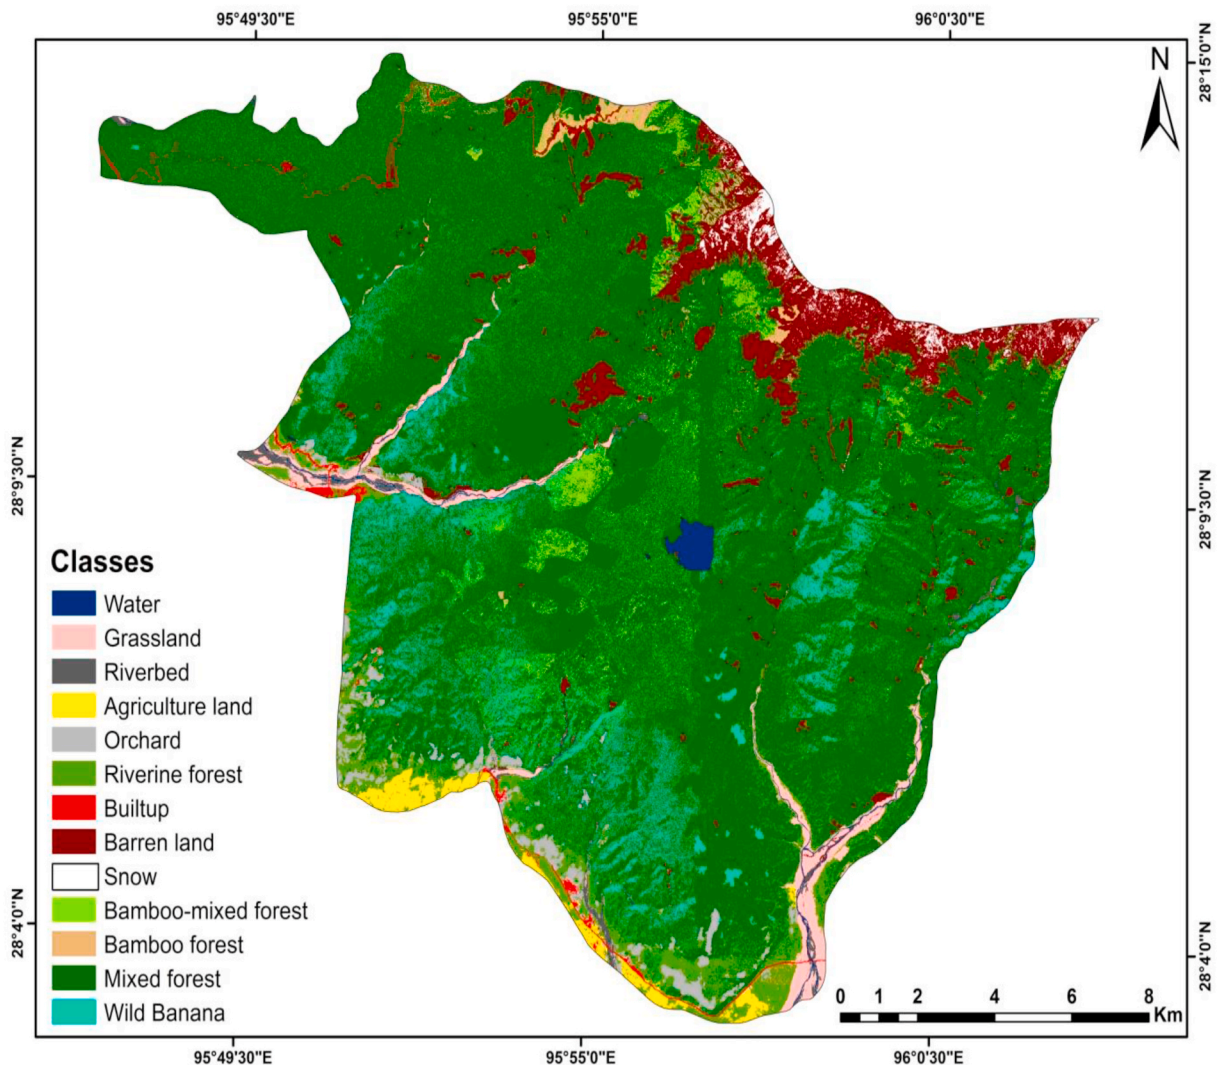 95°49'30"E 95°55'0"E 96°0'30"E
28°15'0"N
N
28°9'30"N
28°9'30"N
Classes
Water
Grassland
Riverbed
Agriculture land
Orchard
Riverine forest
Builtup
Barren land
Snow
Bamboo-mixed forest
Bamboo forest
Mixed forest
Wild Banana
28°4'0"N
28°4'0"N
0 1 2 4 6 8
Km
95°49'30"E 95°55'0"E 96°0'30"E